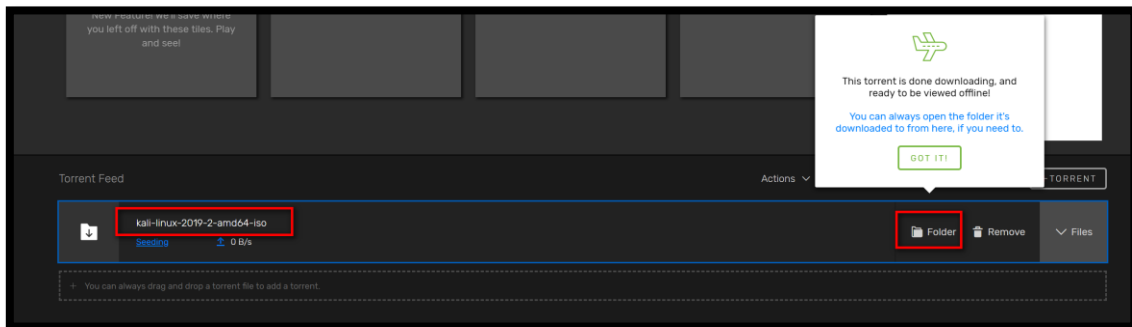 New Feature! We'll save where
you left off with these tiles. Play
and see!
This torrent is done downloading, and
ready to be viewed offline!
You can always open the folder it's
downloaded to from here, if you need to.
GOT IT!
Torrent Feed
Actions
-TORRENT
kali-linux-2019-2-amd64-iso
Seeding 0 B/s
Folder Remove Files
+ You can always drag and drop a torrent file to add a torrent.